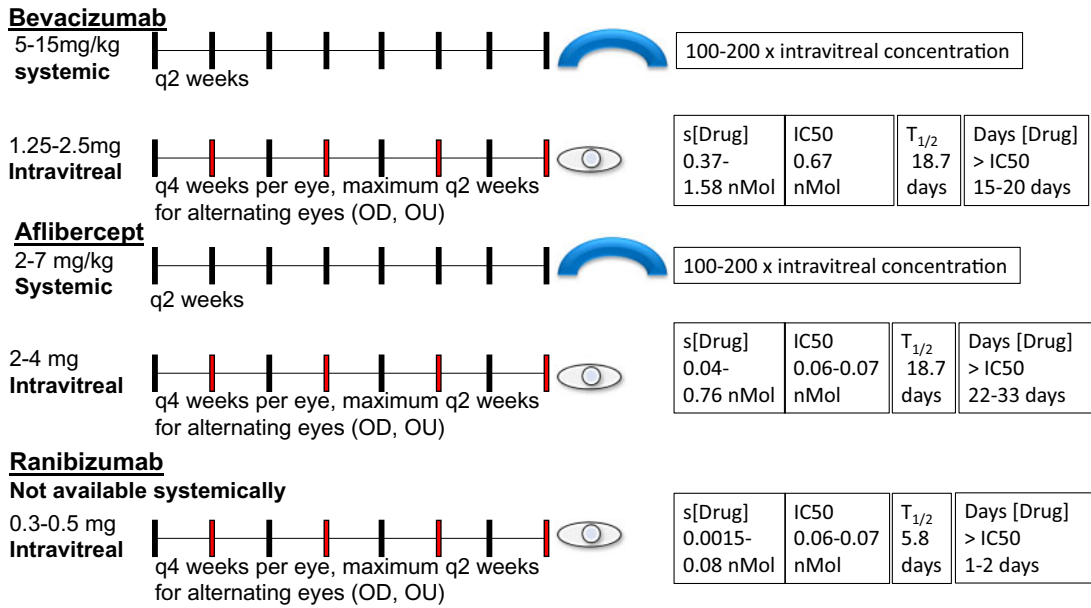 Bevacizumab
5-15mg/kg
systemic
q2 weeks
100-200 x intravitreal concentration
1.25-2.5mg
Intravitreal
q4 weeks per eye, maximum q2 weeks
for alternating eyes (OD, OU)
s[Drug]
0.37-
1.58 nMol
IC50
0.67
nMol
T1/2
18.7
days
Days [Drug]
> IC50
15-20 days
Aflibercept
2-7 mg/kg
Systemic
q2 weeks
100-200 x intravitreal concentration
2-4 mg
Intravitreal
q4 weeks per eye, maximum q2 weeks
for alternating eyes (OD, OU)
s[Drug]
0.04-
0.76 nMol
IC50
0.06-0.07
nMol
T1/2
18.7
days
Days [Drug]
> IC50
22-33 days
Ranibizumab
Not available systemically
0.3-0.5 mg
Intravitreal
q4 weeks per eye, maximum q2 weeks
for alternating eyes (OD, OU)
s[Drug]
0.0015-
0.08 nMol
IC50
0.06-0.07
nMol
T1/2
5.8
days
Days [Drug]
> IC50
1-2 days